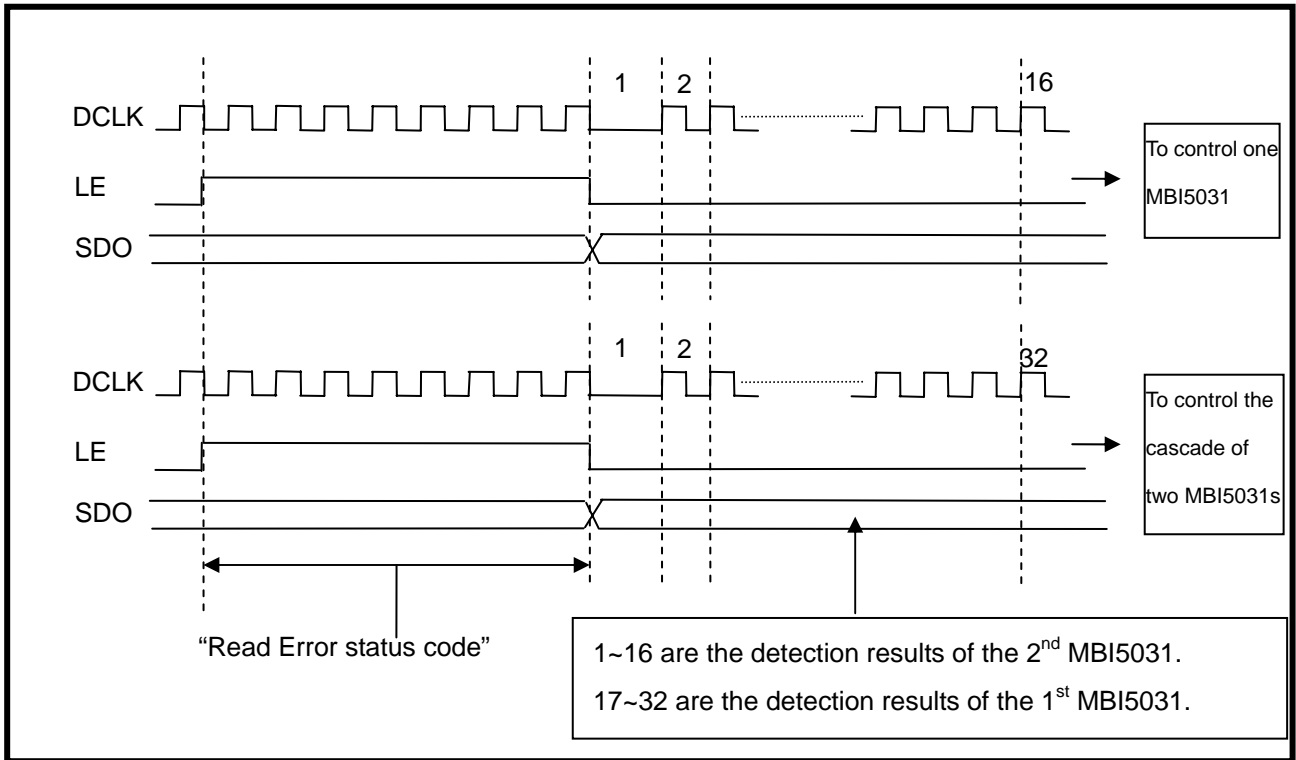 1 2 16
DCLK
LE
SDO
To control one
MBI5031
1 2 32
DCLK
LE
SDO
To control the
cascade of
two MBI5031s
“Read Error status code”
1~16 are the detection results of the 2nd MBI5031.
17~32 are the detection results of the 1st MBI5031.